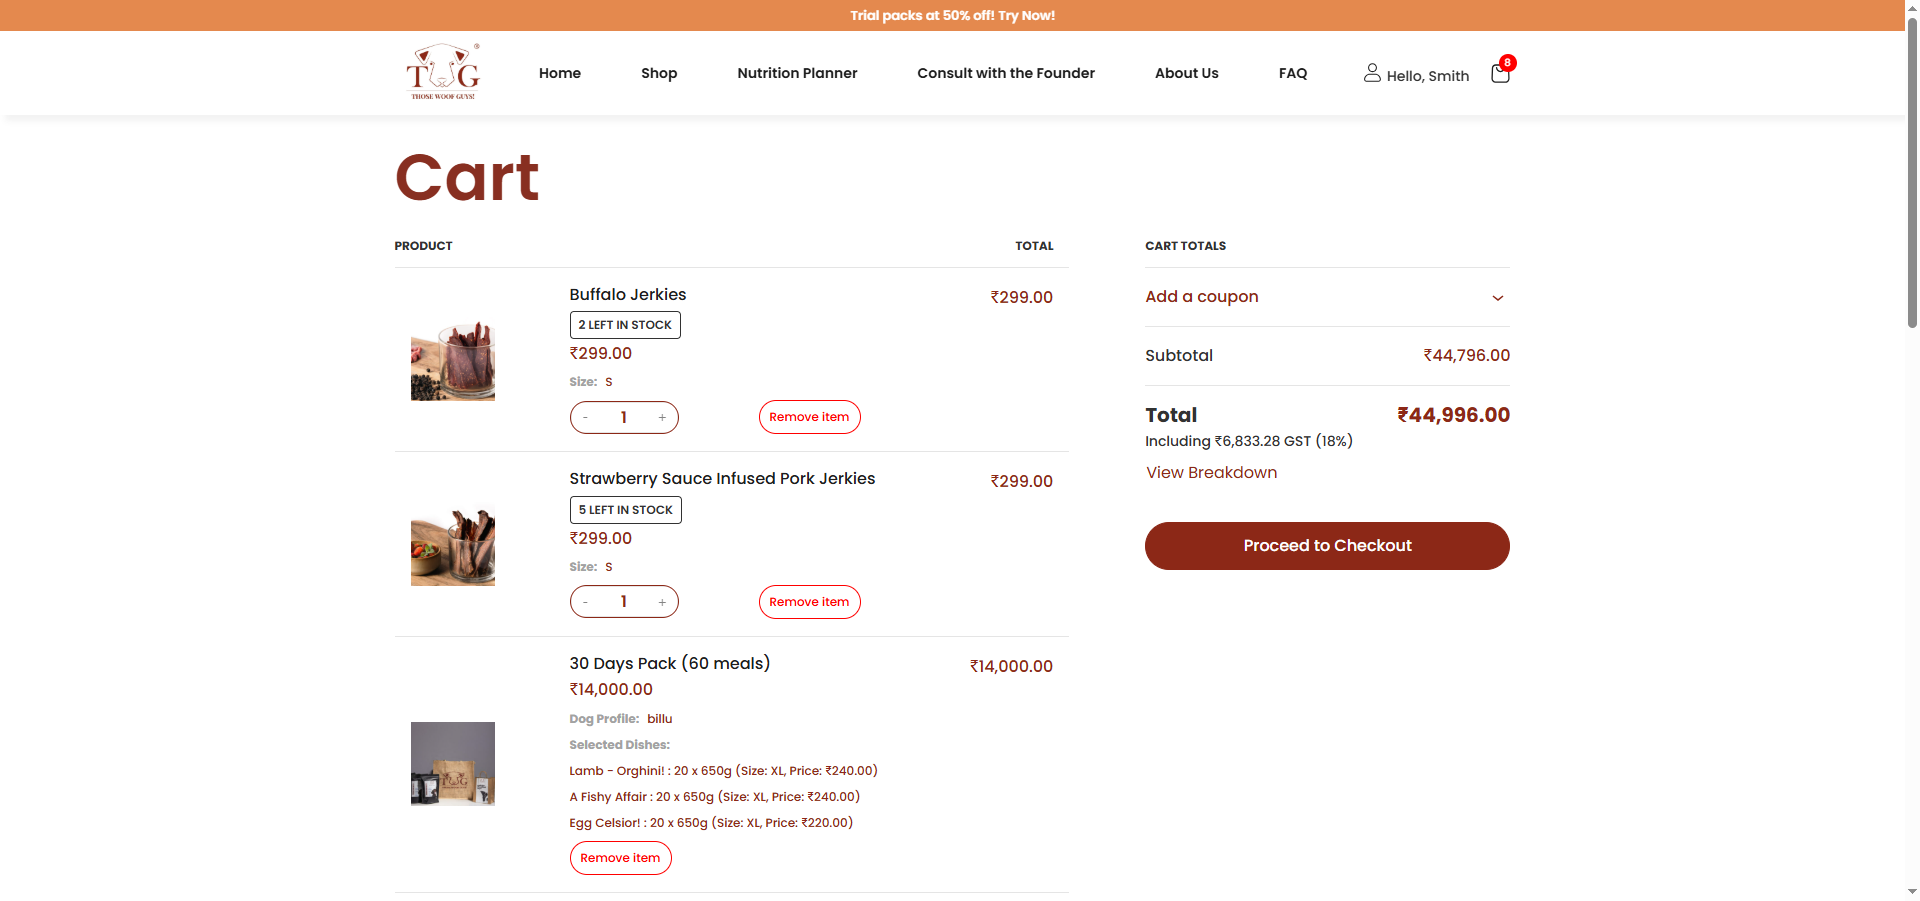 Trial packs at 50% off! Try Now!
T G ®
THOSE WOOF GUYS!
Home
Shop
Nutrition Planner
Consult with the Founder
About Us
FAQ
Hello, Smith
8
Cart
PRODUCT
TOTAL
Buffalo Jerkies
₹299.00
2 LEFT IN STOCK
₹299.00
Size: S
- 1 +
Remove item
Strawberry Sauce Infused Pork Jerkies
₹299.00
5 LEFT IN STOCK
₹299.00
Size: S
- 1 +
Remove item
30 Days Pack (60 meals)
₹14,000.00
₹14,000.00
Dog Profile: billu
Selected Dishes:
Lamb - Orghini! : 20 x 650g (Size: XL, Price: ₹240.00)
A Fishy Affair : 20 x 650g (Size: XL, Price: ₹240.00)
Egg Celsior! : 20 x 650g (Size: XL, Price: ₹220.00)
Remove item
CART TOTALS
Add a coupon
Subtotal
₹44,796.00
Total
₹44,996.00
Including ₹6,833.28 GST (18%)
View Breakdown
Proceed to Checkout